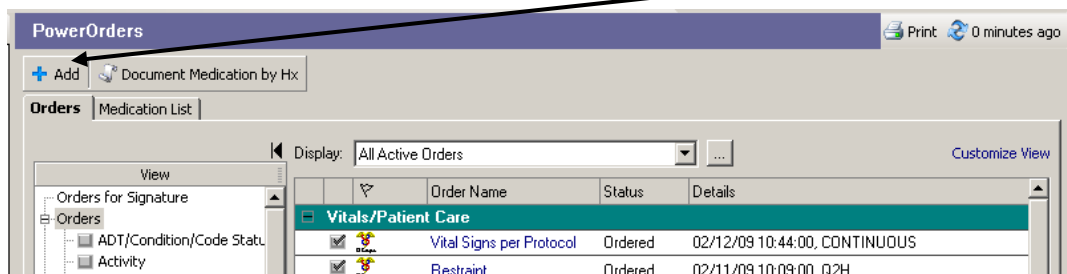 PowerOrders Print 0 minutes ago
Add Document Medication by Hx
Orders Medication List
Display: All Active Orders ... Customize View
View
Order Name Status Details
Orders for Signature
Vitals/Patient Care
Orders
ADT/Condition/Code Statu
Vital Signs per Protocol Ordered 02/12/09 10:44:00, CONTINUOUS
Activity
Restraint Ordered 02/11/09 10:09:00, Q2H